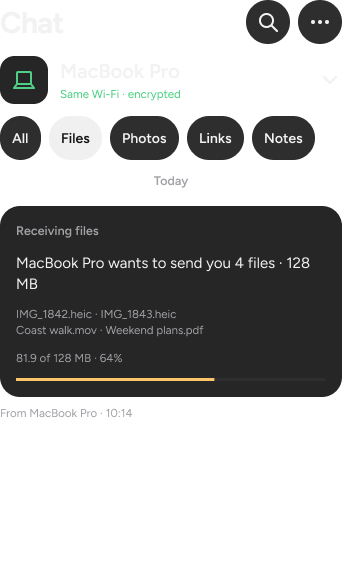 Chat
MacBook Pro
Same Wi-Fi · encrypted
All
Files
Photos
Links
Notes
Today
Receiving files
MacBook Pro wants to send you 4 files · 128
MB
IMG_1842.heic · IMG_1843.heic
Coast walk.mov · Weekend plans.pdf
81.9 of 128 MB · 64%
From MacBook Pro · 10:14